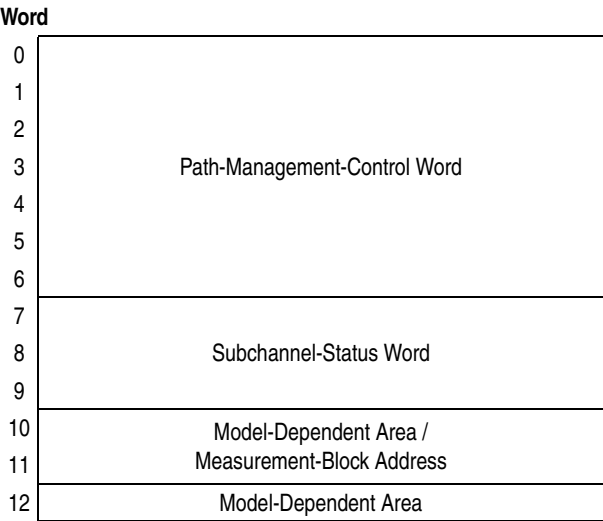 Word
0
1
2
3 Path-Management-Control Word
4
5
6
7
8 Subchannel-Status Word
9
10 Model-Dependent Area /
11 Measurement-Block Address
12 Model-Dependent Area